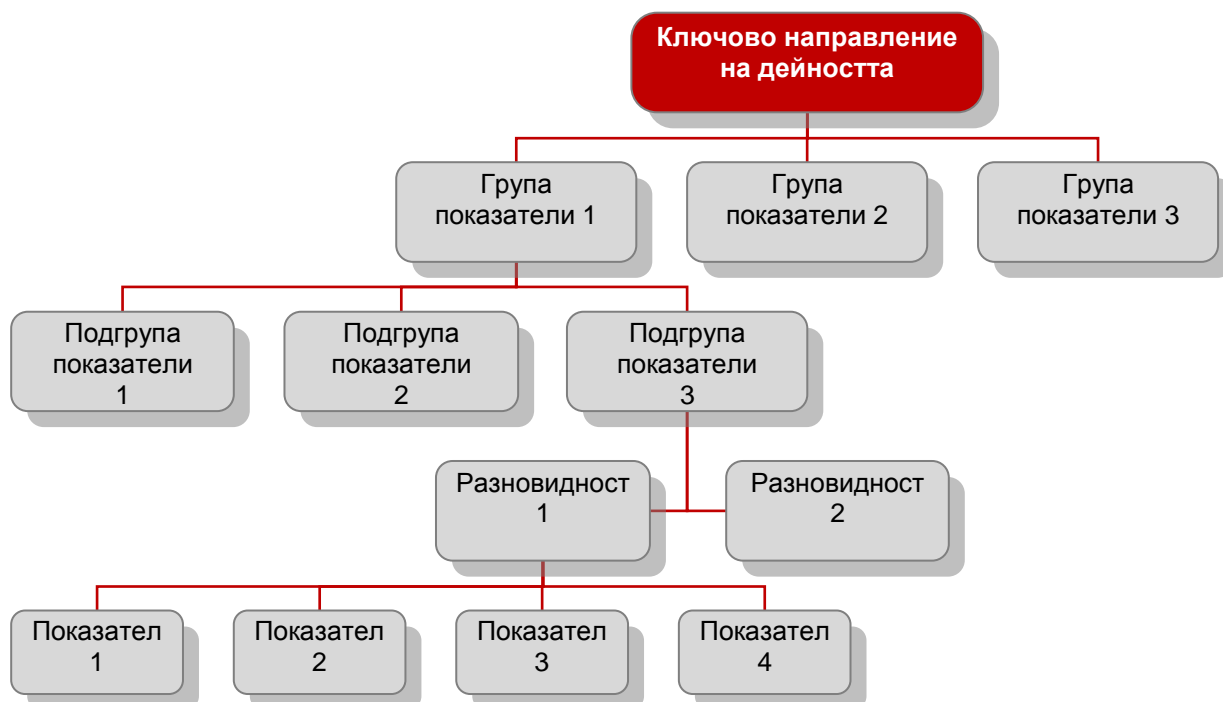 Ключово направление
на дейността
Група
показатели 1
Група
показатели 2
Група
показатели 3
Подгрупа
показатели
1
Подгрупа
показатели
2
Подгрупа
показатели
3
Разновидност
1
Разновидност
2
Показател
1
Показател
2
Показател
3
Показател
4